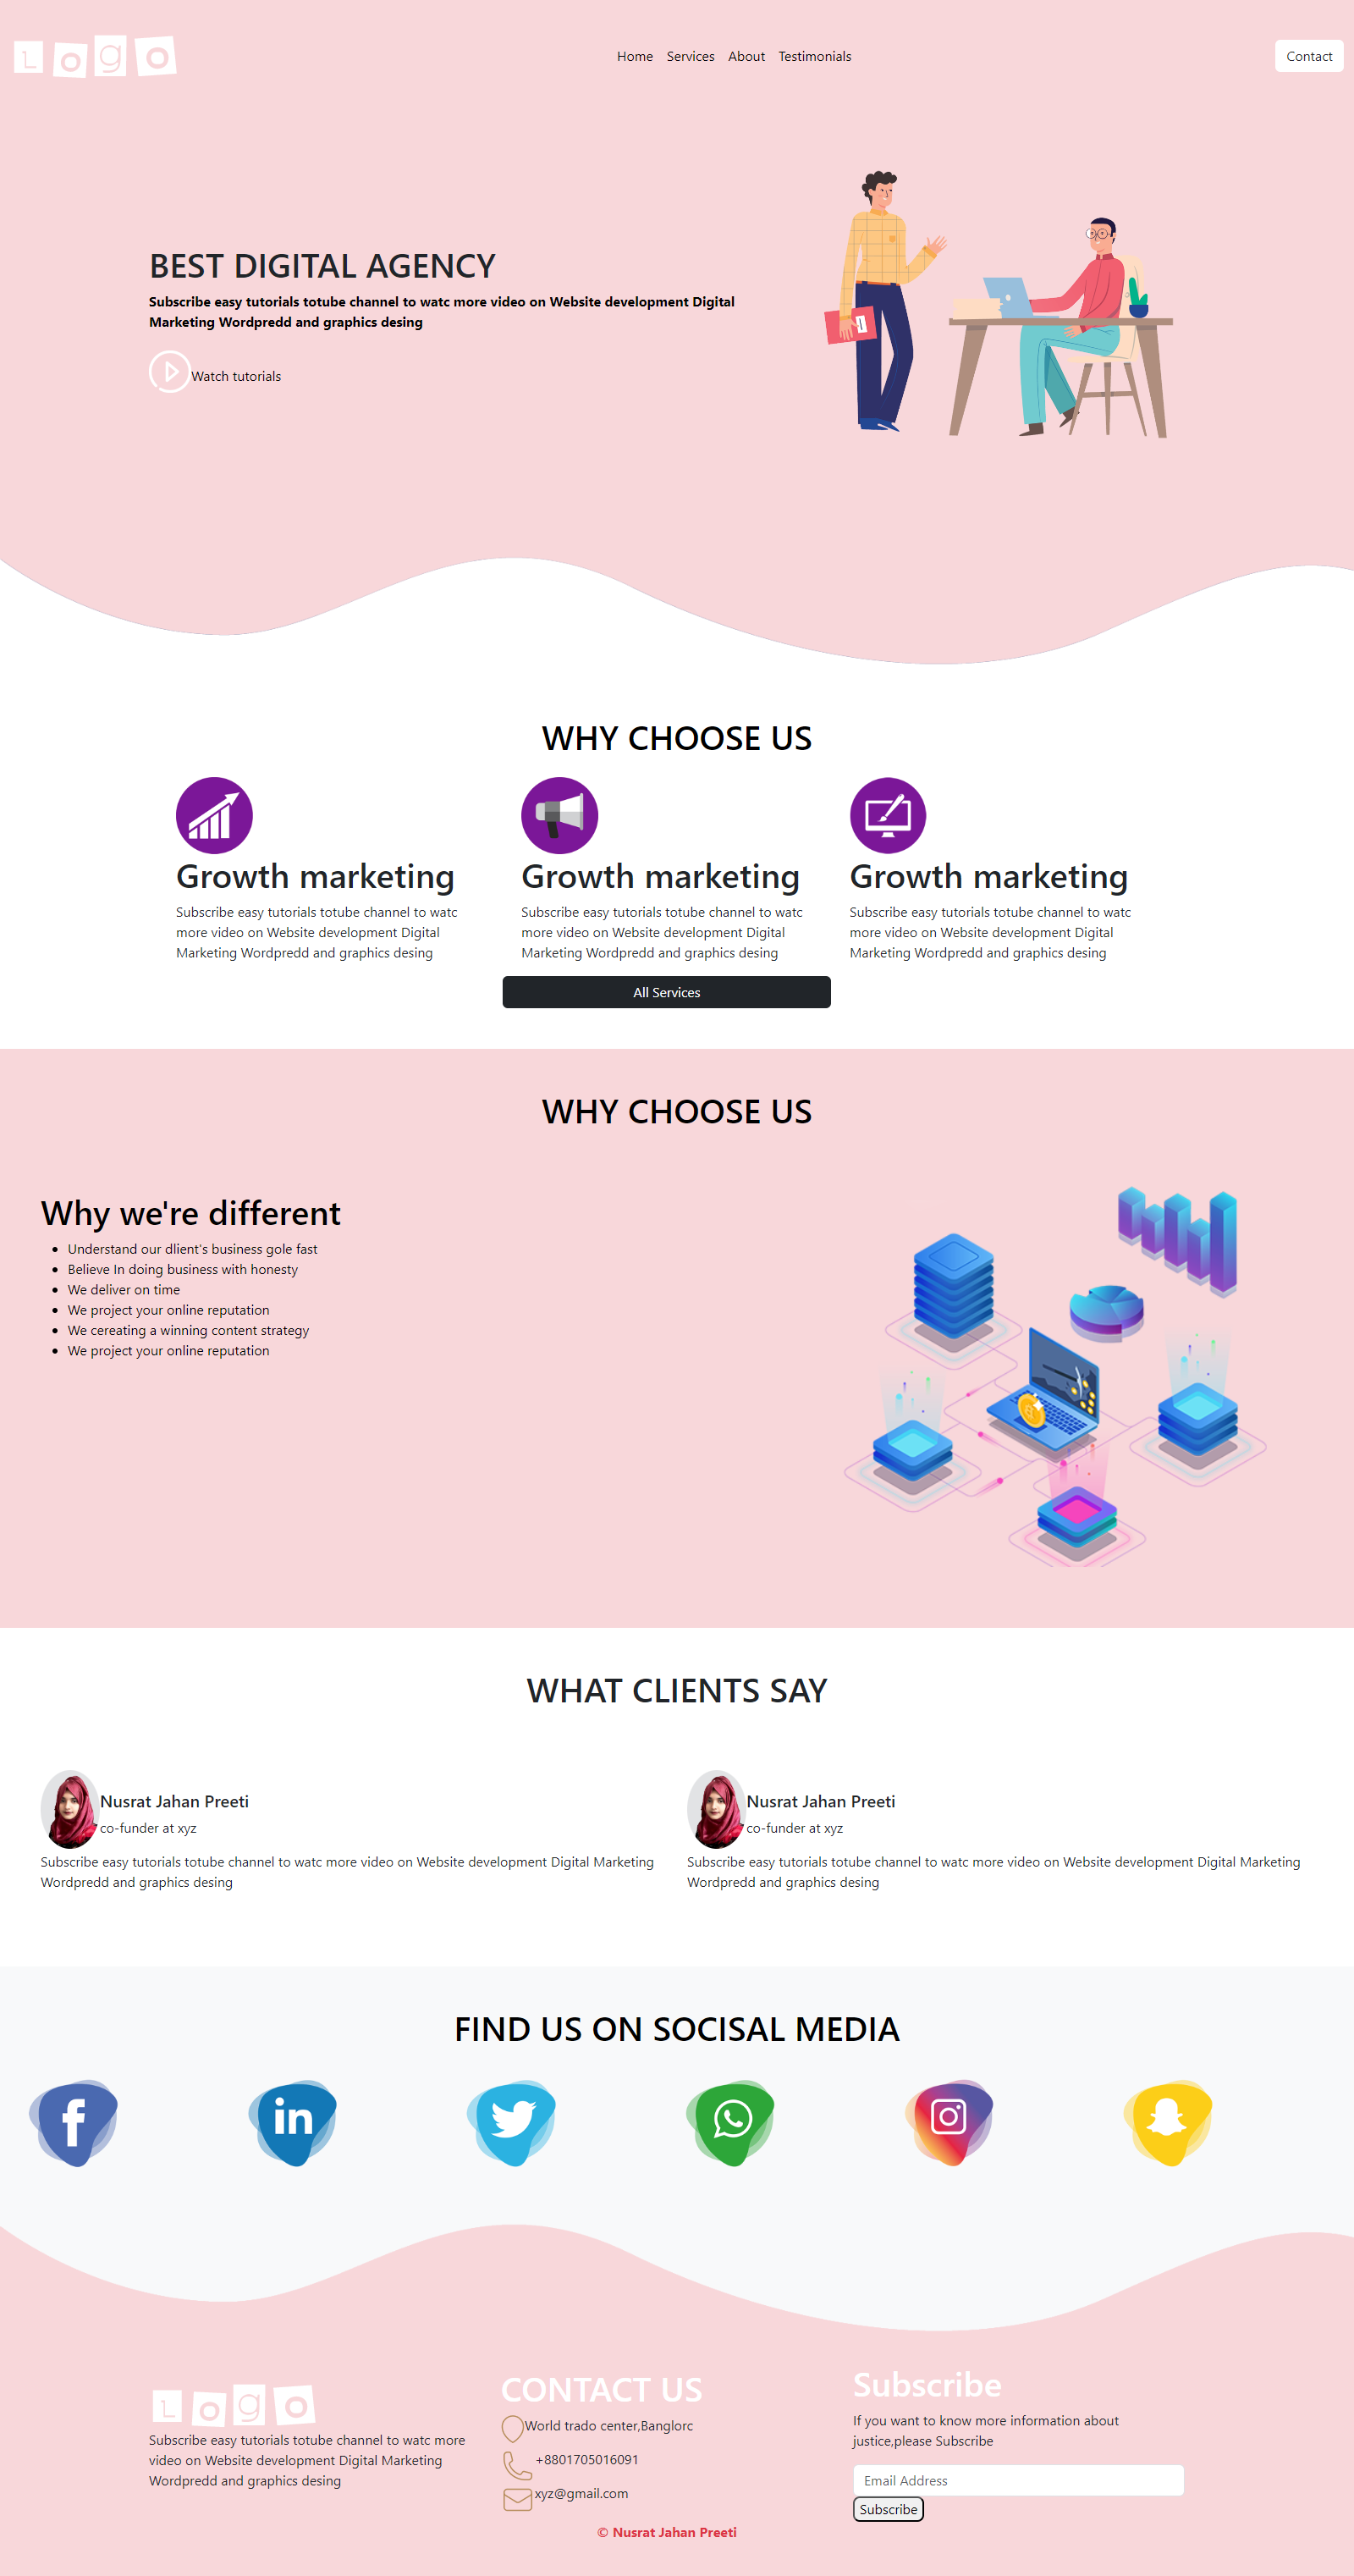 Logo
Home Services About Testimonials
Contact
BEST DIGITAL AGENCY
Subscribe easy tutorials totube channel to watc more video on Website development Digital
Marketing Wordpredd and graphics desing
Watch tutorials
WHY CHOOSE US
Growth marketing
Subscribe easy tutorials totube channel to watc
more video on Website development Digital
Marketing Wordpredd and graphics desing
Growth marketing
Subscribe easy tutorials totube channel to watc
more video on Website development Digital
Marketing Wordpredd and graphics desing
Growth marketing
Subscribe easy tutorials totube channel to watc
more video on Website development Digital
Marketing Wordpredd and graphics desing
All Services
WHY CHOOSE US
Why we're different
Understand our dlient's business gole fast
Believe In doing business with honesty
We deliver on time
We project your online reputation
We cereating a winning content strategy
We project your online reputation
WHAT CLIENTS SAY
Nusrat Jahan Preeti
co-funder at xyz
Subscribe easy tutorials totube channel to watc more video on Website development Digital Marketing
Wordpredd and graphics desing
Nusrat Jahan Preeti
co-funder at xyz
Subscribe easy tutorials totube channel to watc more video on Website development Digital Marketing
Wordpredd and graphics desing
FIND US ON SOCISAL MEDIA
f
in
Logo
Subscribe easy tutorials totube channel to watc more
video on Website development Digital Marketing
Wordpredd and graphics desing
CONTACT US
World trado center,Banglorc
+8801705016091
xyz@gmail.com
Subscribe
If you want to know more information about
justice,please Subscribe
Email Address
Subscribe
© Nusrat Jahan Preeti